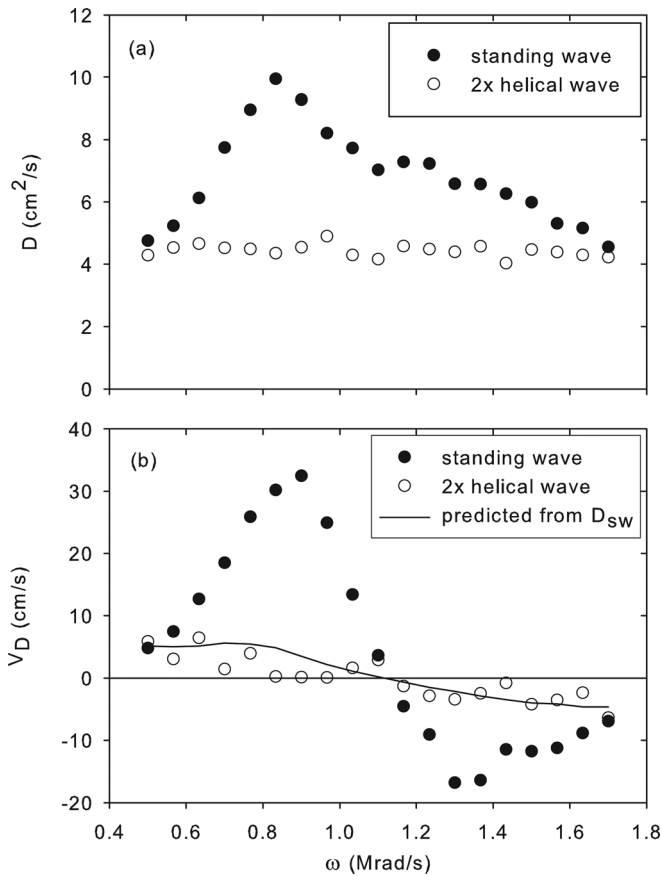 12
(a)
standing wave
2x helical wave
10
8
6
4
2
0
D (cm²/s)
40
(b)
standing wave
2x helical wave
predicted from D_SW
30
20
10
0
-10
-20
V_D (cm/s)
0.4 0.6 0.8 1.0 1.2 1.4 1.6 1.8
ω (Mrad/s)